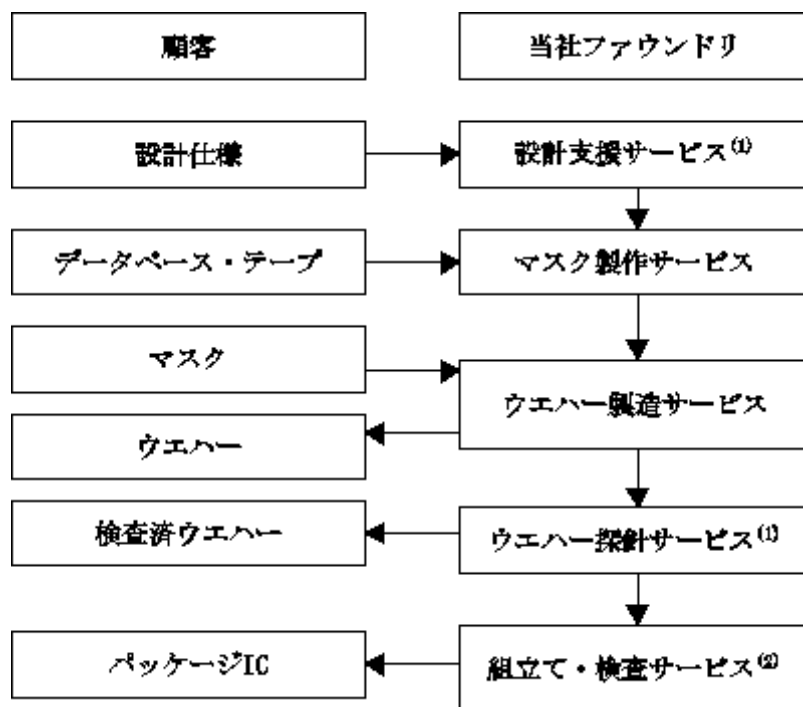 顧客
当社ファウンドリ
設計仕様
設計支援サービス(1)
データベース・テープ
マスク製作サービス
マスク
ウエハー製造サービス
ウエハー
検査済ウエハー
ウエハー探針サービス(1)
パッケージIC
組立て・検査サービス(2)